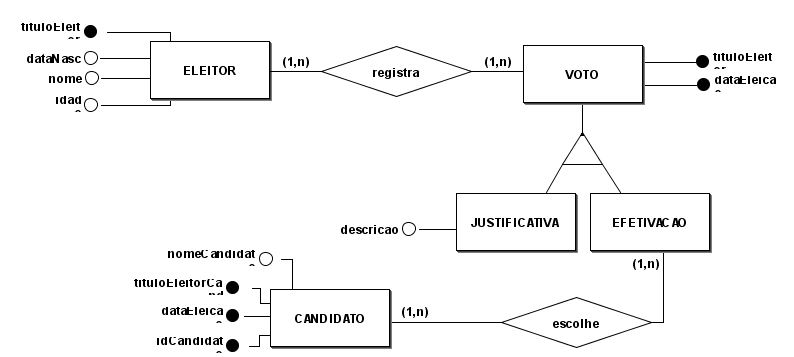 tituloEleit
dataNasc
nome
idad
ELEITOR
(1,n)
registra
(1,n)
VOTO
tituloEleit
dataEleica
descricao
JUSTIFICATIVA
EFETIVACAO
(1,n)
nomeCandidat
tituloEleitorCa
nd
dataEleica
idCandidat
CANDIDATO
(1,n)
escolhe